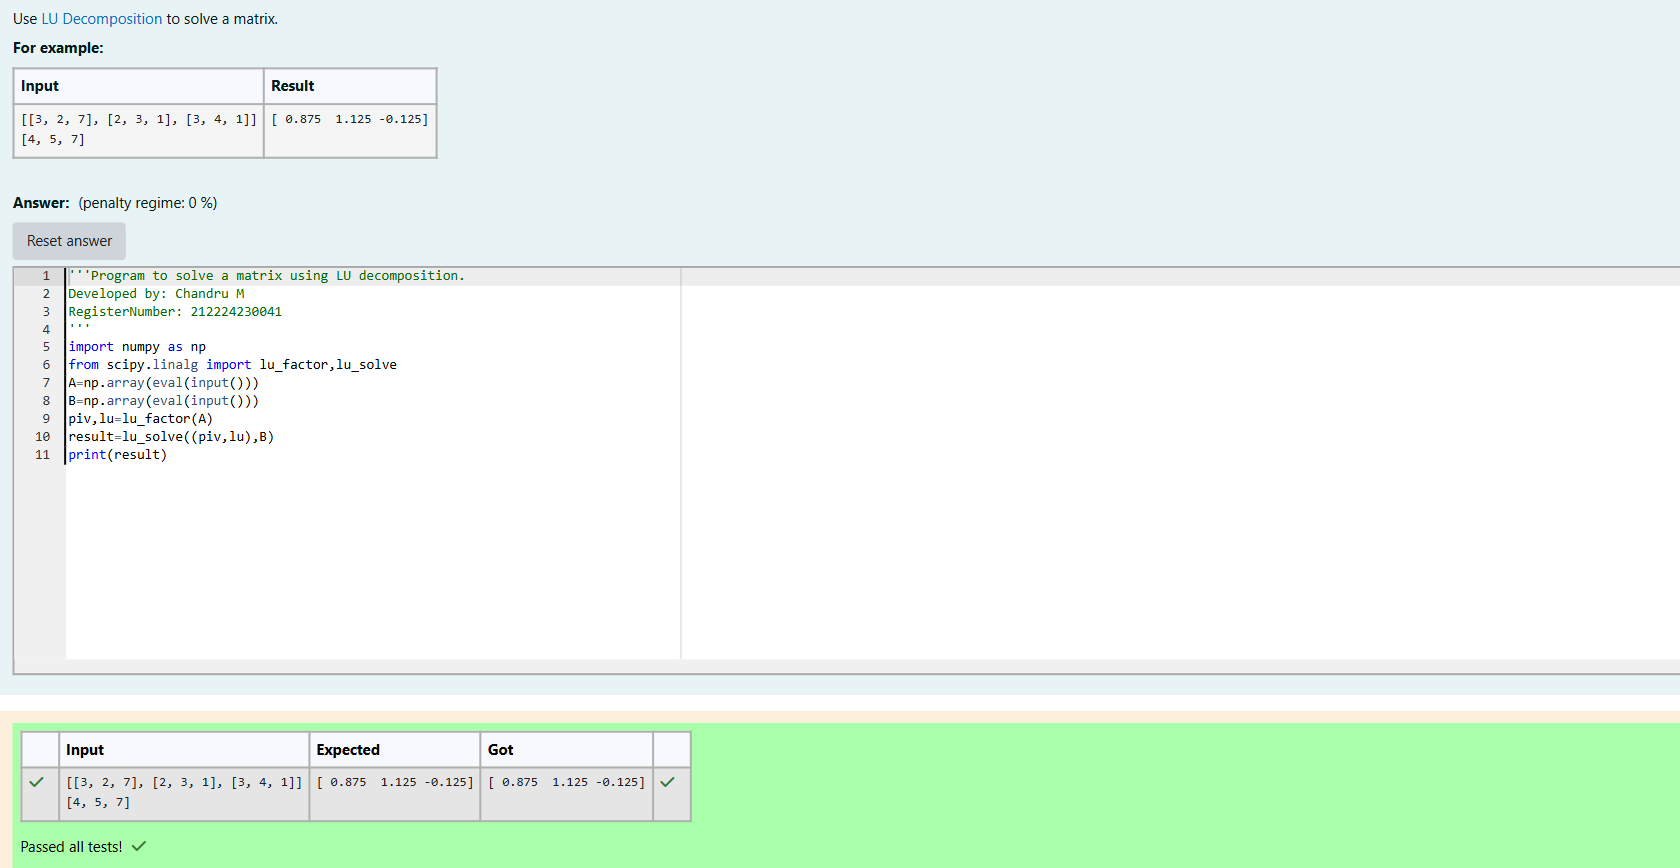 Use LU Decomposition to solve a matrix.
For example:
Input Result
[[3, 2, 7], [2, 3, 1], [3, 4, 1]] [ 0.875  1.125 -0.125]
[4, 5, 7]
Answer: (penalty regime: 0 %)
Reset answer
1 '''Program to solve a matrix using LU decomposition.
2 Developed by: Chandru M
3 RegisterNumber: 212224230041
4 '''
5 import numpy as np
6 from scipy.linalg import lu_factor,lu_solve
7 A=np.array(eval(input()))
8 B=np.array(eval(input()))
9 piv,lu=lu_factor(A)
10 result=lu_solve((piv,lu),B)
11 print(result)
Input Expected Got
[[3, 2, 7], [2, 3, 1], [3, 4, 1]] [ 0.875  1.125 -0.125] [ 0.875  1.125 -0.125]
[4, 5, 7]
Passed all tests!